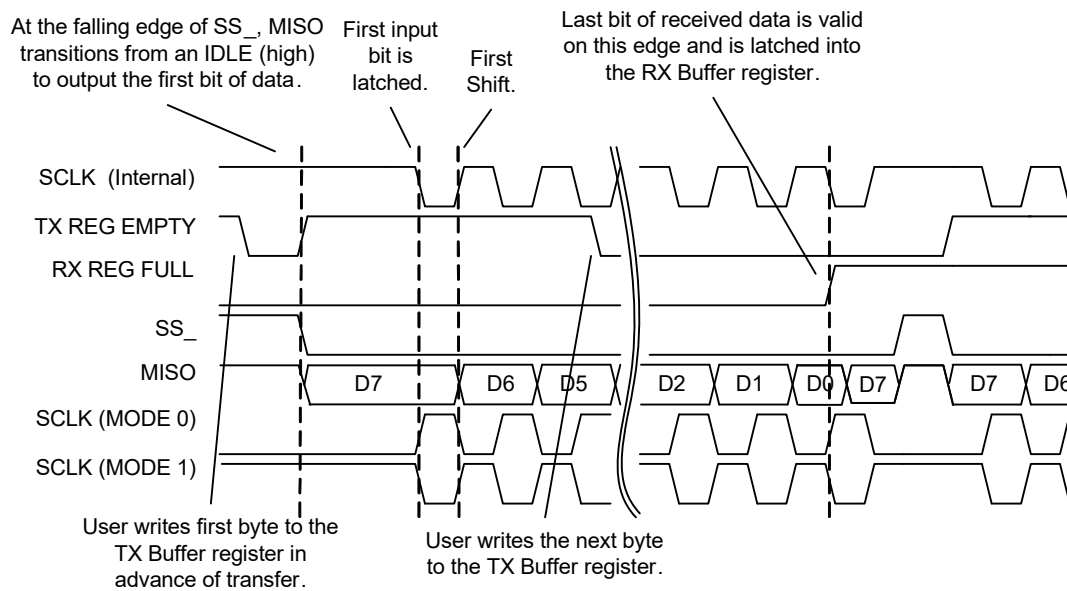 At the falling edge of SS_, MISO
transitions from an IDLE (high)
to output the first bit of data.
First input
bit is
latched.
First
Shift.
Last bit of received data is valid
on this edge and is latched into
the RX Buffer register.
SCLK (Internal)
TX REG EMPTY
RX REG FULL
SS_
MISO
D7 D6 D5 D2 D1 D0 D7 D7 D6
SCLK (MODE 0)
SCLK (MODE 1)
User writes first byte to the
TX Buffer register in
advance of transfer.
User writes the next byte
to the TX Buffer register.